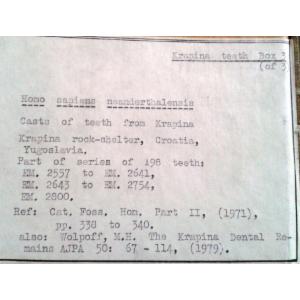 Krapina teeth Box 3
(of 3
Homo sapiens neanderthalensis
Casts of teeth from Krapina
Krapina rock-shelter, Croatia,
Yugoslavia.
Part of series of 198 teeth:
EM. 2537 to EM. 2641,
EM. 2643 to EM. 2754,
EM. 2800.
Ref: Cat. Foss. Hom. Part II, (1971),
pp. 338 to 340.
also: Wolpoff, M.H. The Krapina Dental Re-
mains AJPA 50: 67 - 114, (1979).